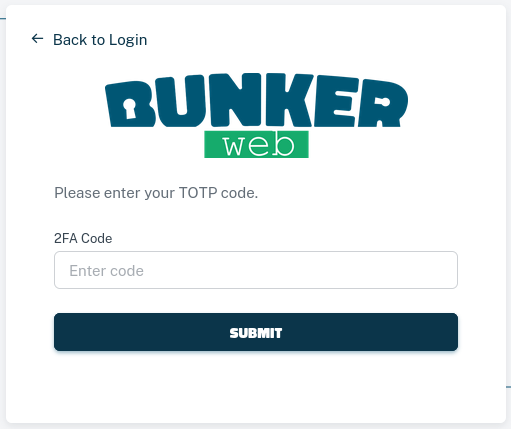 Back to Login
BUNKER
web
Please enter your TOTP code.
2FA Code
Enter code
SUBMIT